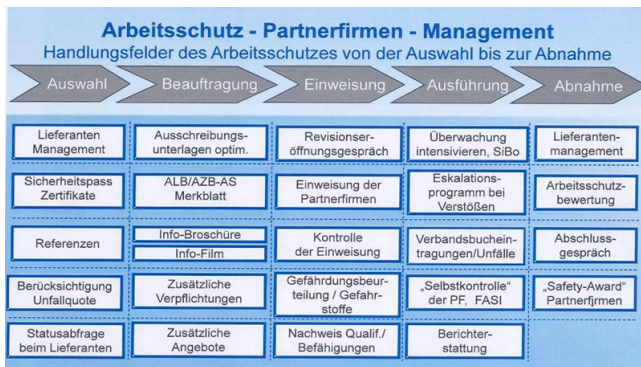 Arbeitsschutz - Partnerfirmen - Management
Handlungsfelder des Arbeitsschutzes von der Auswahl bis zur Abnahme
Auswahl
Beauftragung
Einweisung
Ausführung
Abnahme
Lieferanten
Management
Ausschreibungs-
unterlagen optim.
Revisionser-
öffnungsgespräch
Überwachung
intensivieren, SiBo
Lieferanten-
management
Sicherheitspass
Zertifikate
ALB/AZB-AS
Merkblatt
Einweisung der
Partnerfirmen
Eskalations-
programm bei
Verstößen
Arbeitsschutz-
bewertung
Referenzen
Info-Broschüre
Info-Film
Kontrolle
der Einweisung
Verbandsbuchein-
tragungen/Unfälle
Abschluss-
gespräch
Berücksichtigung
Unfallquote
Zusätzliche
Verpflichtungen
Gefährdungsbeur-
teilung / Gefahr-
stoffe
„Selbstkontrolle“
der PF, FASI
„Safety-Award“
Partnerfirmen
Statusabfrage
beim Lieferanten
Zusätzliche
Angebote
Nachweis Qualif./
Befähigungen
Berichter-
stattung